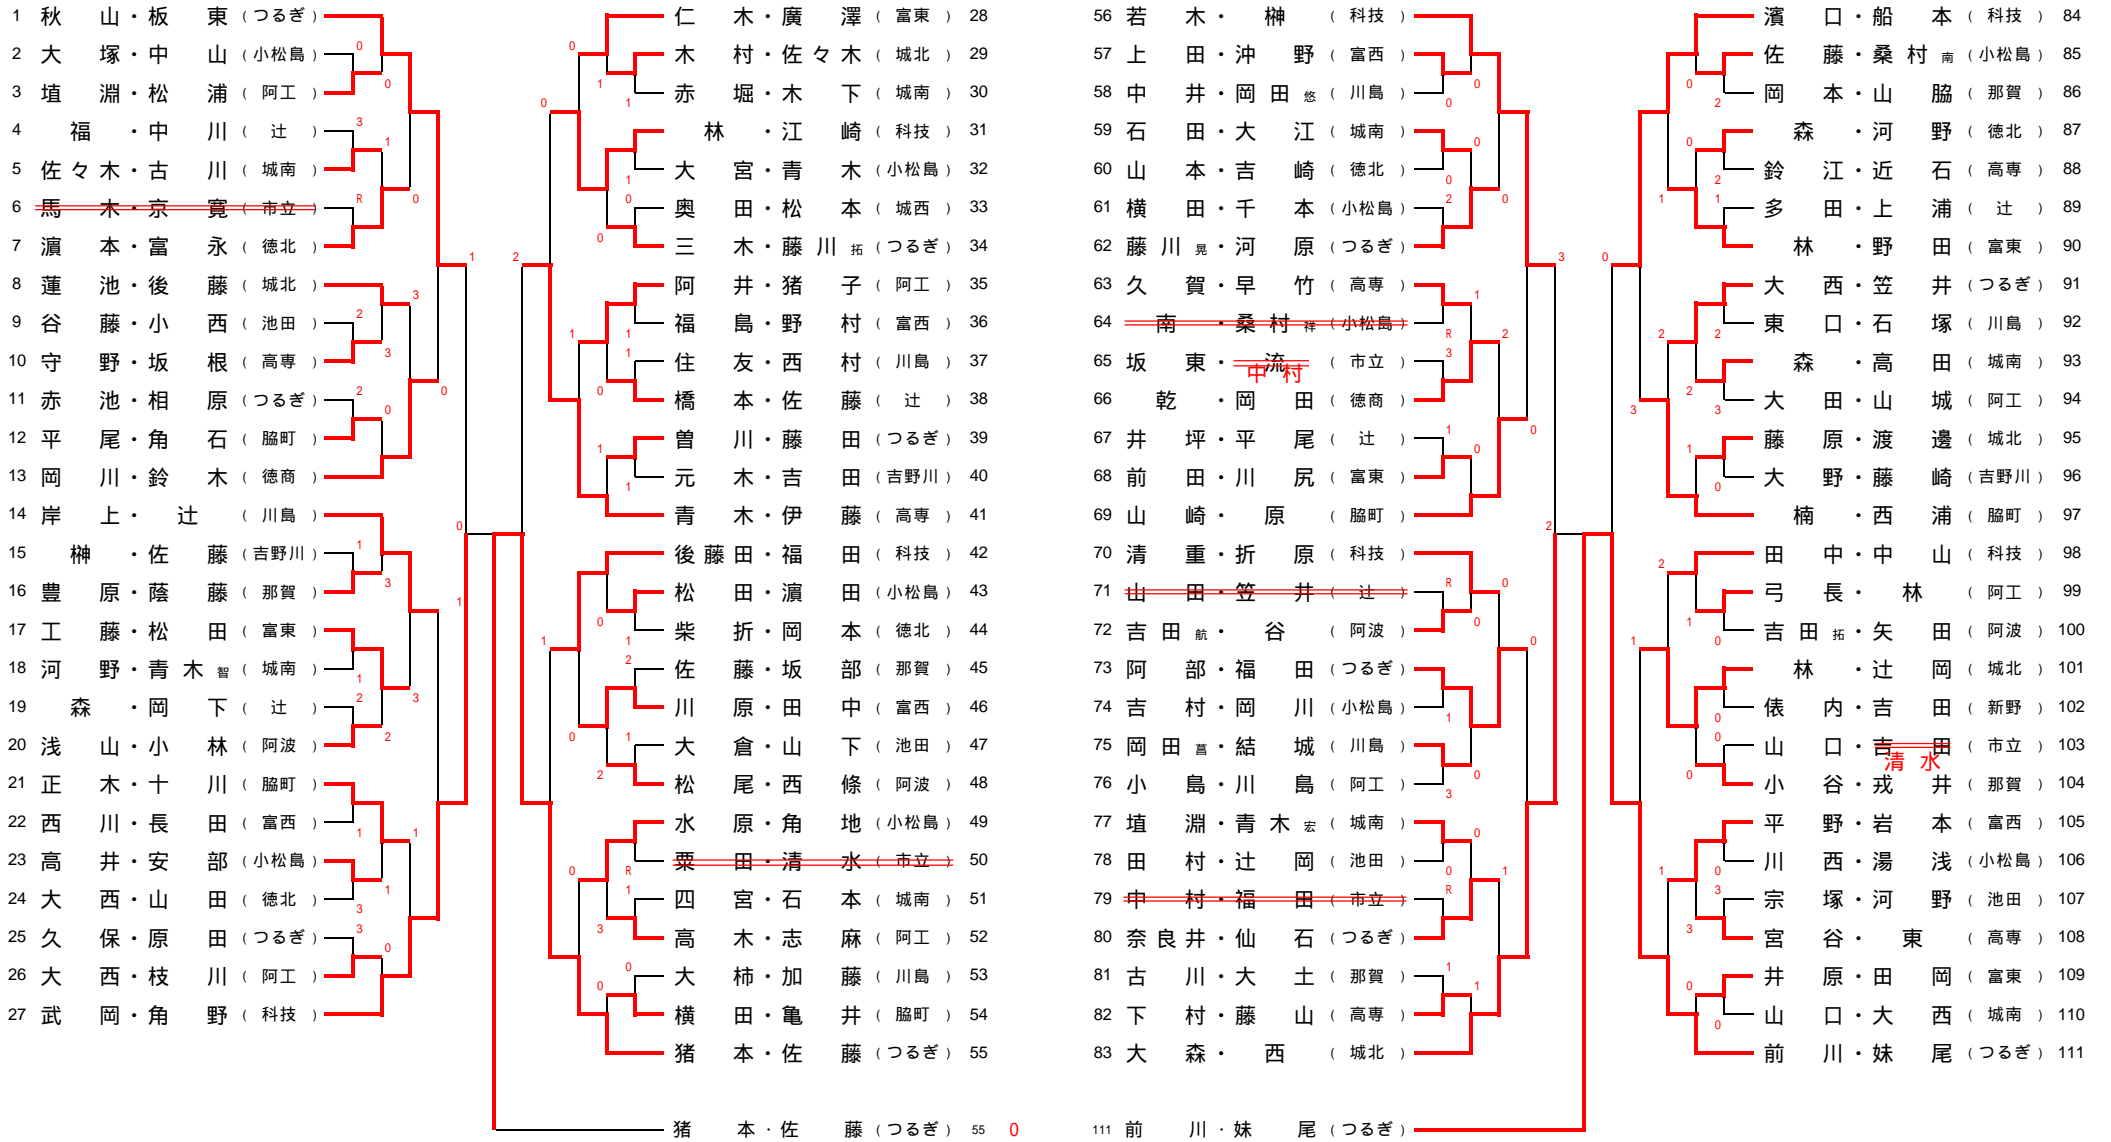 1 秋 山・板 東 (つるぎ)
2 大 塚・中 山 (小松島)
3 埴 淵・松 浦 ( 阿工 )
4 福 ・中 川 ( 辻 )
5 佐々木・古 川 ( 城南 )
6 馬 木・京 寛 ( 市立 )
7 濵 本・富 永 ( 徳北 )
8 蓮 池・後 藤 ( 城北 )
9 谷 藤・小 西 ( 池田 )
10 守 野・坂 根 ( 高専 )
11 赤 池・相 原 (つるぎ)
12 平 尾・角 石 ( 脇町 )
13 岡 川・鈴 木 ( 徳商 )
14 岸 上・ 辻 ( 川島 )
15 榊 ・佐 藤 (吉野川)
16 豊 原・蔭 藤 ( 那賀 )
17 工 藤・松 田 ( 富東 )
18 河 野・青 木 智 ( 城南 )
19 森 ・岡 下 ( 辻 )
20 浅 山・小 林 ( 阿波 )
21 正 木・十 川 ( 脇町 )
22 西 川・長 田 ( 富西 )
23 高 井・安 部 (小松島)
24 大 西・山 田 ( 徳北 )
25 久 保・原 田 (つるぎ)
26 大 西・枝 川 ( 阿工 )
27 武 岡・角 野 ( 科技 )
仁 木・廣 澤 ( 富東 ) 28
木 村・佐々木 ( 城北 ) 29
赤 堀・木 下 ( 城南 ) 30
林 ・江 崎 ( 科技 ) 31
大 宮・青 木 (小松島) 32
奥 田・松 本 ( 城西 ) 33
三 木・藤 川 拓 (つるぎ) 34
阿 井・猪 子 ( 阿工 ) 35
福 島・野 村 ( 富西 ) 36
住 友・西 村 ( 川島 ) 37
橋 本・佐 藤 ( 辻 ) 38
曽 川・藤 田 (つるぎ) 39
元 木・吉 田 (吉野川) 40
青 木・伊 藤 ( 高専 ) 41
後藤田・福 田 ( 科技 ) 42
松 田・濵 田 (小松島) 43
柴 折・岡 本 ( 徳北 ) 44
佐 藤・坂 部 ( 那賀 ) 45
川 原・田 中 ( 富西 ) 46
大 倉・山 下 ( 池田 ) 47
松 尾・西 條 ( 阿波 ) 48
水 原・角 地 (小松島) 49
粟 田・清 水 ( 市立 ) 50
四 宮・石 本 ( 城南 ) 51
高 木・志 麻 ( 阿工 ) 52
大 柿・加 藤 ( 川島 ) 53
横 田・亀 井 ( 脇町 ) 54
猪 本・佐 藤 (つるぎ) 55
猪 本・佐 藤 (つるぎ) 55 0
56 若 木・ 榊 ( 科技 )
57 上 田・沖 野 ( 富西 )
58 中 井・岡 田 悠 ( 川島 )
59 石 田・大 江 ( 城南 )
60 山 本・吉 崎 ( 徳北 )
61 横 田・千 本 (小松島)
62 藤 川 晃・河 原 (つるぎ)
63 久 賀・早 竹 ( 高専 )
64 南 ・桑 村 祥 (小松島)
65 坂 東・ 流 ( 市立 )
中 村
66 乾 ・岡 田 ( 徳商 )
67 井 坪・平 尾 ( 辻 )
68 前 田・川 尻 ( 富東 )
69 山 崎・ 原 ( 脇町 )
70 清 重・折 原 ( 科技 )
71 山 田・笠 井 ( 辻 )
72 吉 田 航・ 谷 ( 阿波 )
73 阿 部・福 田 (つるぎ)
74 吉 村・岡 川 (小松島)
75 岡 田 菖・結 城 ( 川島 )
76 小 島・川 島 ( 阿工 )
77 埴 淵・青 木 宏 ( 城南 )
78 田 村・辻 岡 ( 池田 )
79 中 村・福 田 ( 市立 )
80 奈良井・仙 石 (つるぎ)
81 古 川・大 土 ( 那賀 )
82 下 村・藤 山 ( 高専 )
83 大 森・ 西 ( 城北 )
111 前 川・妹 尾 (つるぎ)
濱 口・船 本 ( 科技 ) 84
佐 藤・桑 村 南 (小松島) 85
岡 本・山 脇 ( 那賀 ) 86
森 ・河 野 ( 徳北 ) 87
鈴 江・近 石 ( 高専 ) 88
多 田・上 浦 ( 辻 ) 89
林 ・野 田 ( 富東 ) 90
大 西・笠 井 (つるぎ) 91
東 口・石 塚 ( 川島 ) 92
森 ・高 田 ( 城南 ) 93
大 田・山 城 ( 阿工 ) 94
藤 原・渡 邊 ( 城北 ) 95
大 野・藤 崎 (吉野川) 96
楠 ・西 浦 ( 脇町 ) 97
田 中・中 山 ( 科技 ) 98
弓 長・ 林 ( 阿工 ) 99
吉 田 拓・矢 田 ( 阿波 ) 100
林 ・辻 岡 ( 城北 ) 101
俵 内・吉 田 ( 新野 ) 102
山 口・吉 田 ( 市立 ) 103
清 水
小 谷・戎 井 ( 那賀 ) 104
平 野・岩 本 ( 富西 ) 105
川 西・湯 浅 (小松島) 106
宗 塚・河 野 ( 池田 ) 107
宮 谷・ 東 ( 高専 ) 108
井 原・田 岡 ( 富東 ) 109
山 口・大 西 ( 城南 ) 110
前 川・妹 尾 (つるぎ) 111